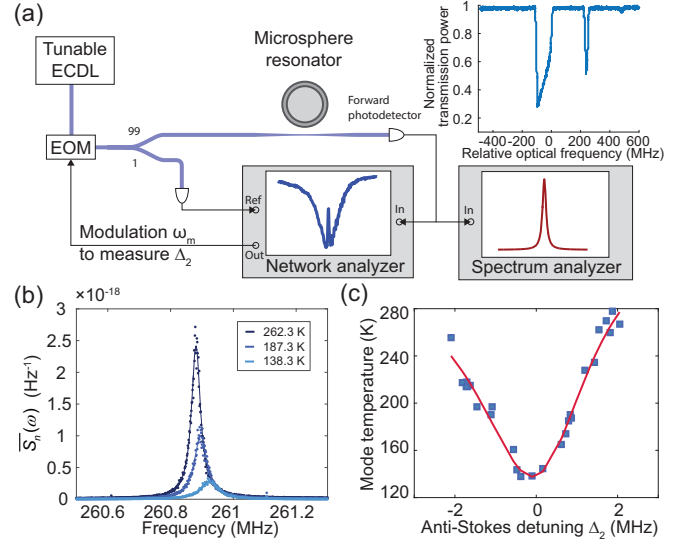 (a)
Tunable
ECDL
EOM
99
1
Microsphere
resonator
Forward
photodetector
Normalized
transmission power
1
0.8
0.6
0.4
0.2
-400 -200 0 200 400 600
Relative optical frequency (MHz)
Ref
Out
In
Network analyzer
In
Spectrum analyzer
Modulation ω_m
to measure Δ_2
(b)
×10⁻¹⁸
S_n(ω) (Hz⁻¹)
3
2.5
2
1.5
1
0.5
0
262.3 K
187.3 K
138.3 K
260.6 260.8 261 261.2
Frequency (MHz)
(c)
Mode temperature (K)
280
240
200
160
120
-2 0 2
Anti-Stokes detuning Δ_2 (MHz)